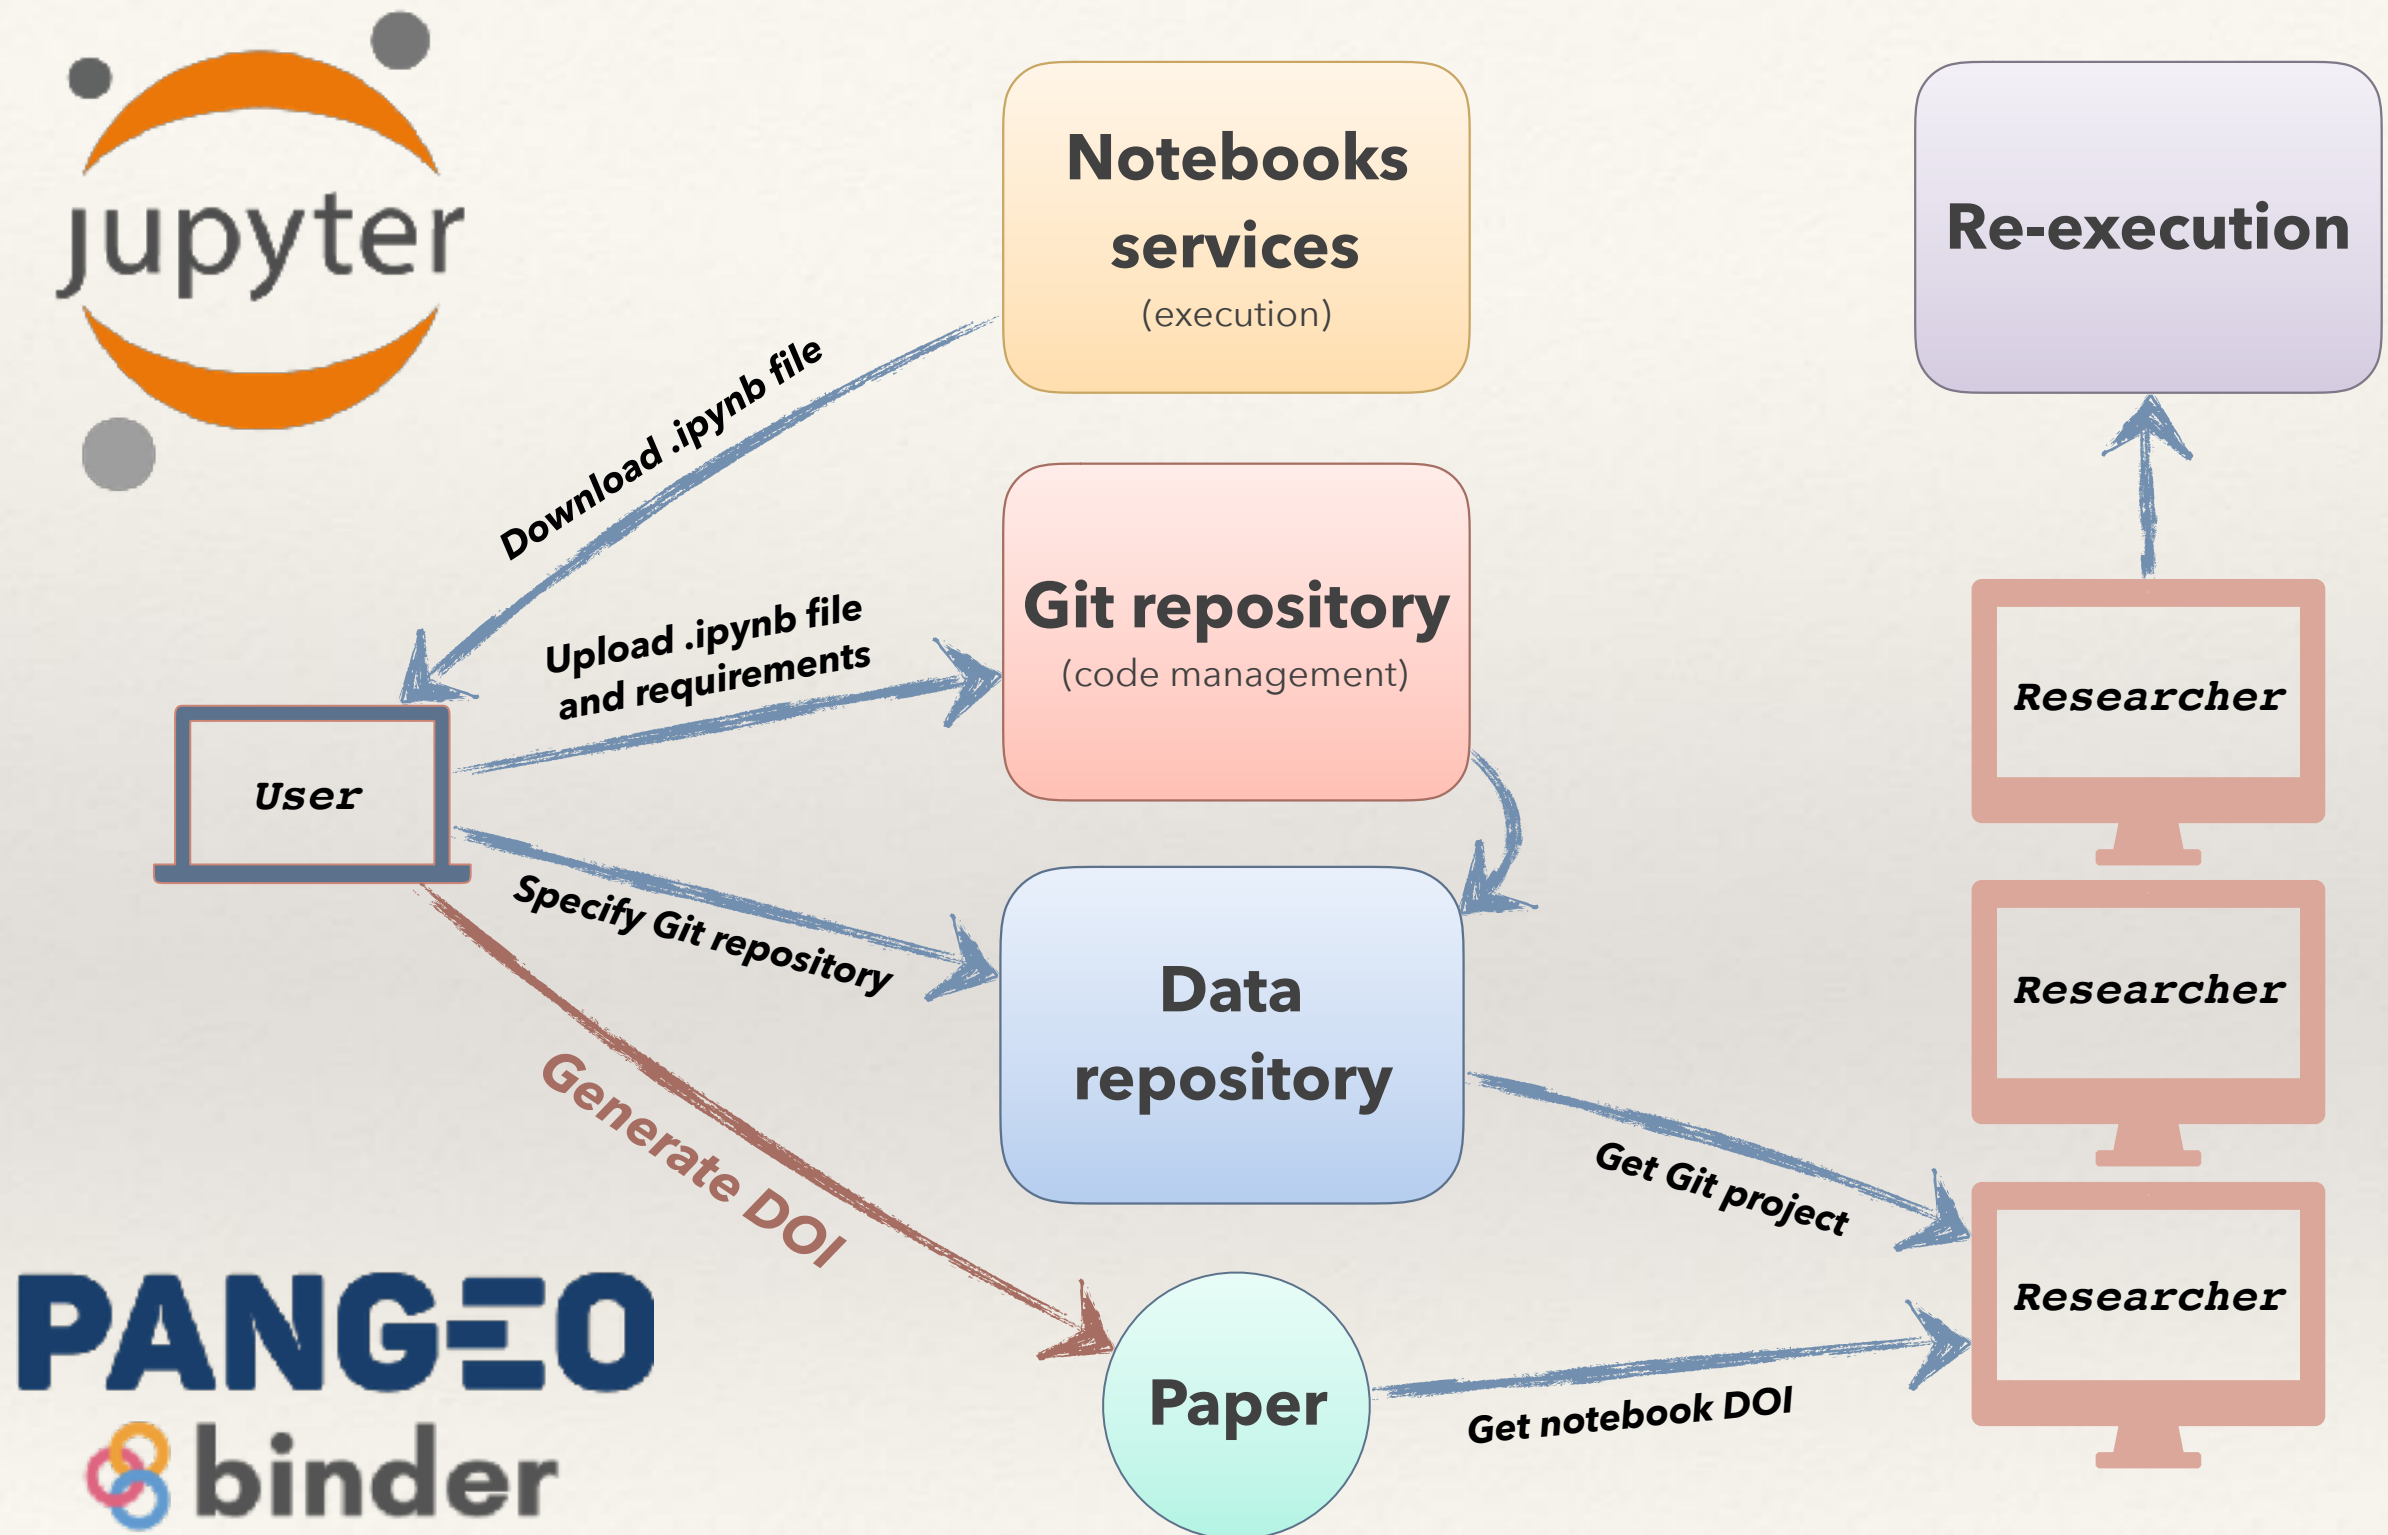 jupyter
Notebooks
services
(execution)
Re-execution
Download .ipynb file
Upload .ipynb file
and requirements
Git repository
(code management)
Researcher
User
Specify Git repository
Data
repository
Researcher
Generate DOI
Get Git project
Researcher
Paper
Get notebook DOI
PANGEO
binder